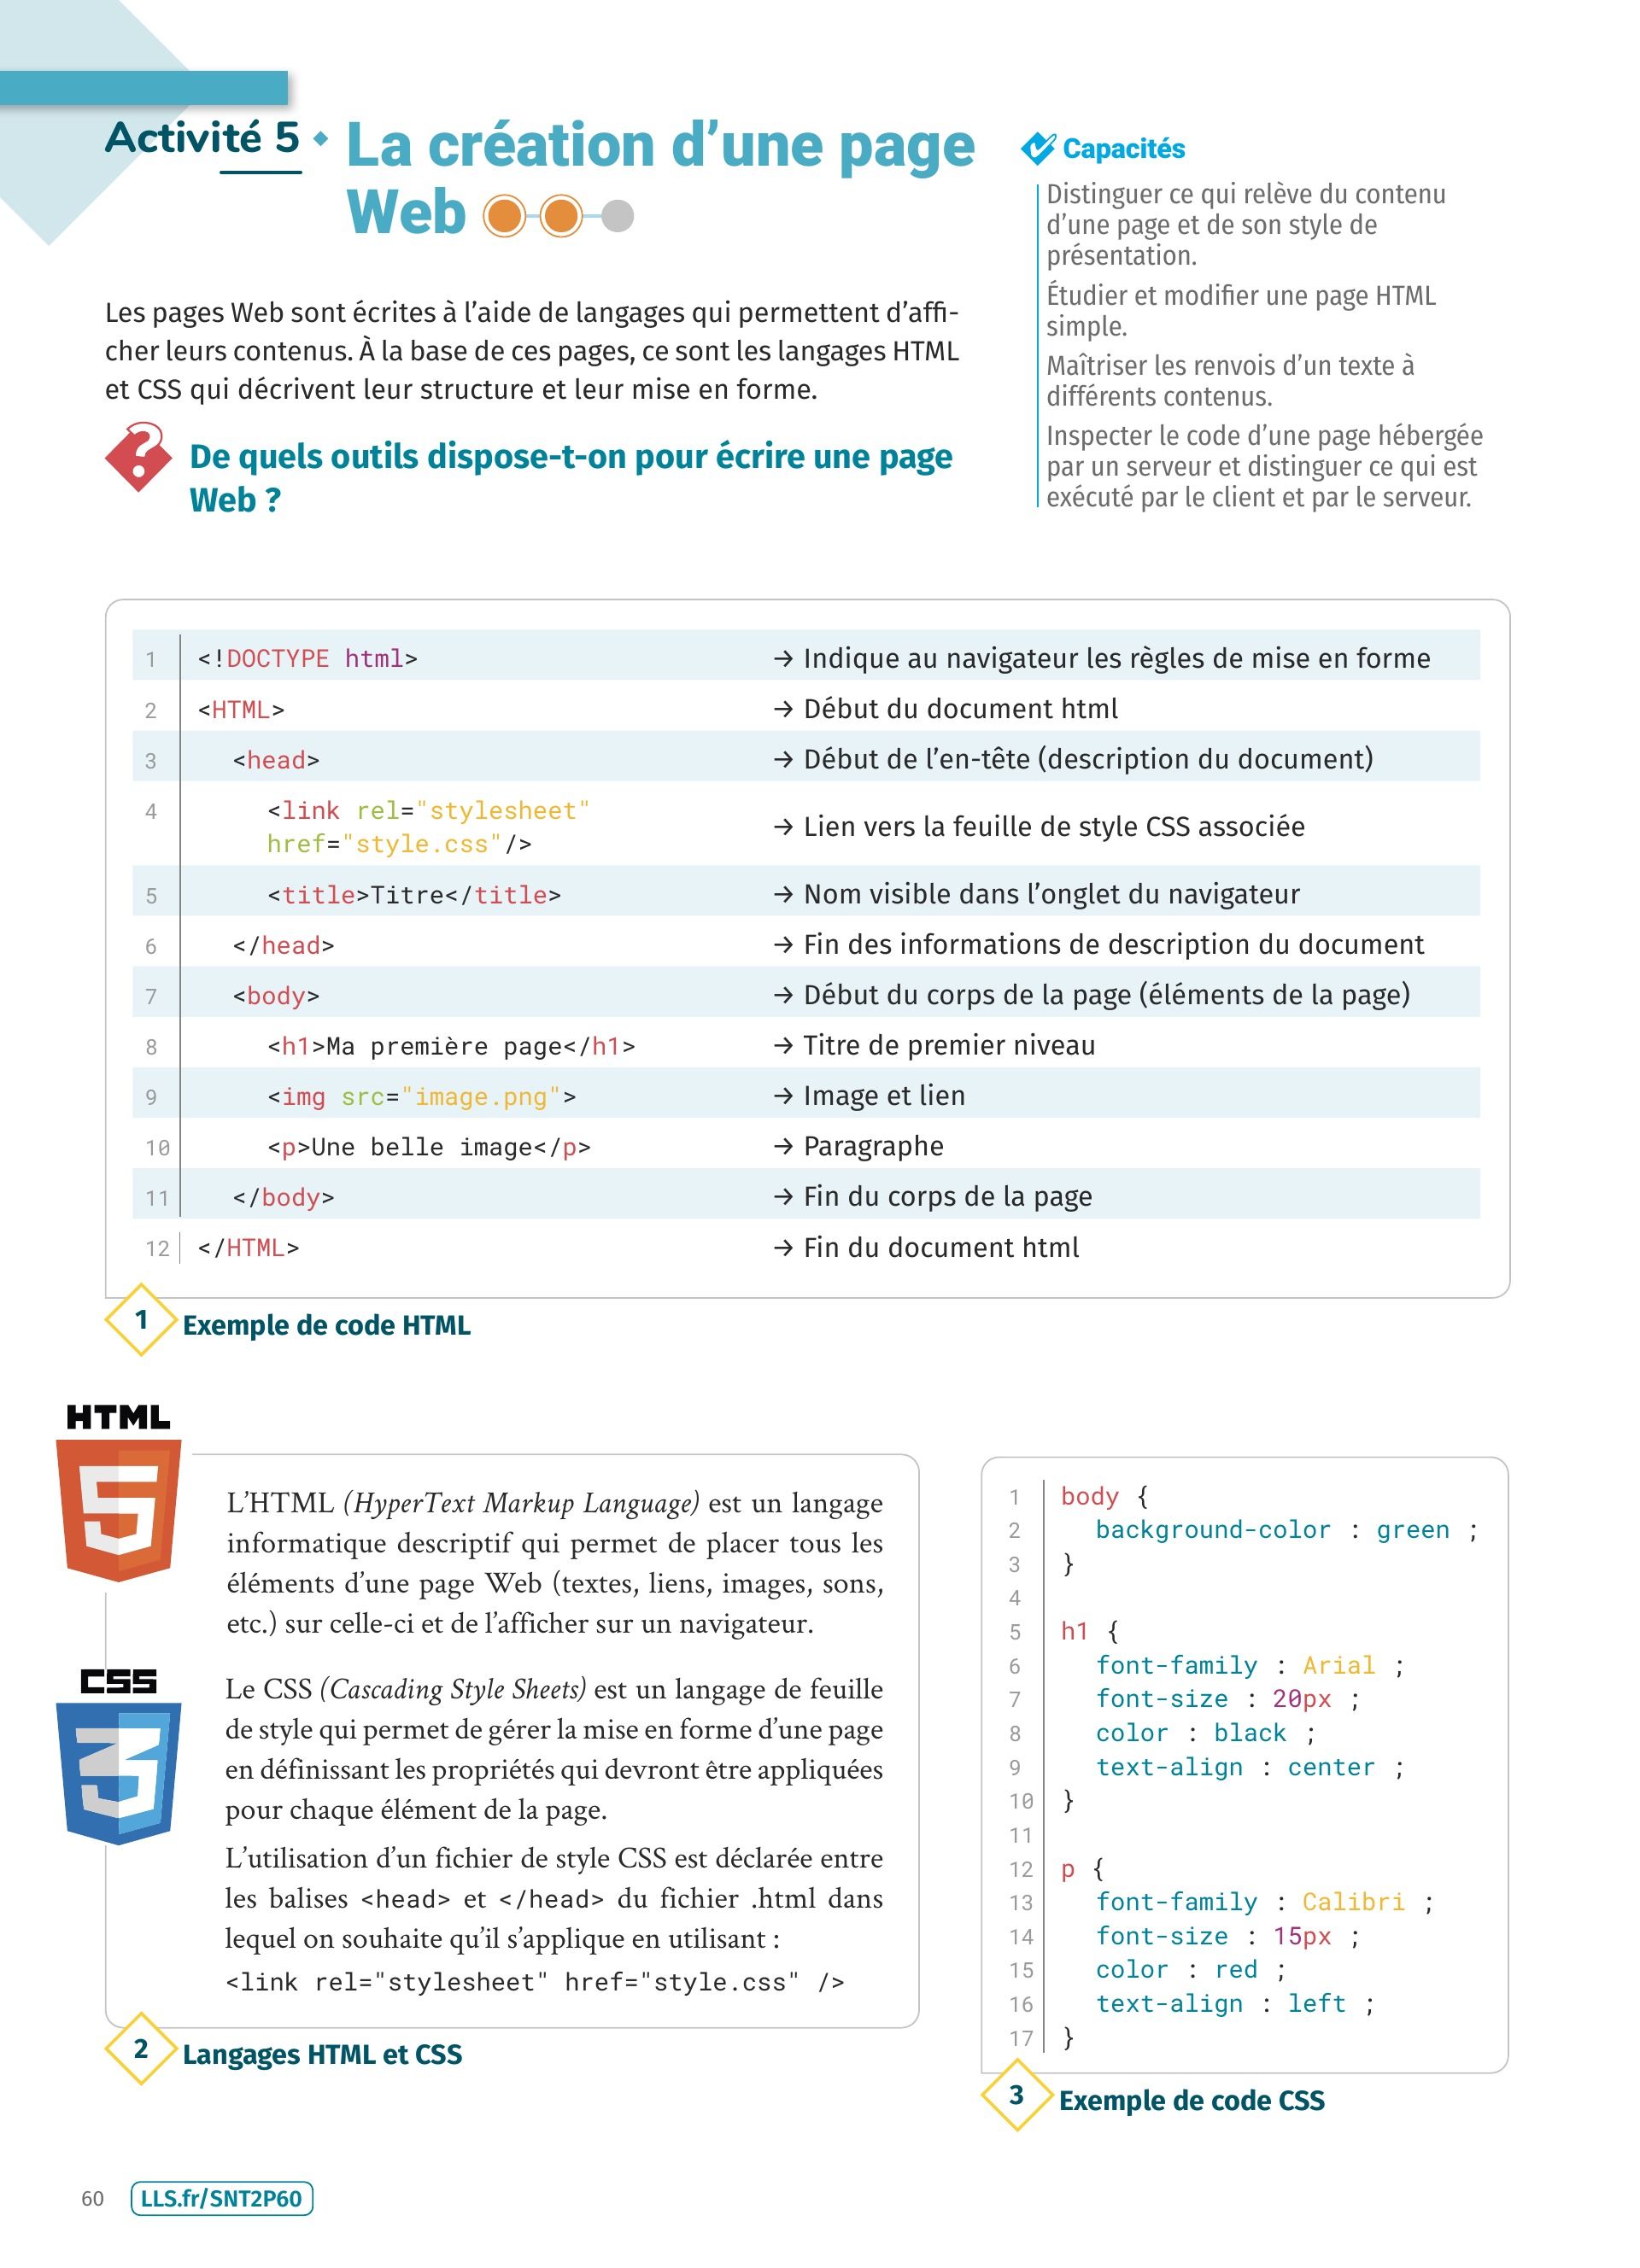 Activité 5
La création d’une page
Web
Capacités
Distinguer ce qui relève du contenu
d’une page et de son style de
présentation.
Étudier et modifier une page HTML
simple.
Maîtriser les renvois d’un texte à
différents contenus.
Inspecter le code d’une page hébergée
par un serveur et distinguer ce qui est
exécuté par le client et par le serveur.
Les pages Web sont écrites à l’aide de langages qui permettent d’affi-
cher leurs contenus. À la base de ces pages, ce sont les langages HTML
et CSS qui décrivent leur structure et leur mise en forme.
?
De quels outils dispose-t-on pour écrire une page
Web ?
1 <!DOCTYPE html> → Indique au navigateur les règles de mise en forme
2 <HTML> → Début du document html
3 <head> → Début de l’en-tête (description du document)
4 <link rel="stylesheet"
href="style.css"/> → Lien vers la feuille de style CSS associée
5 <title>Titre</title> → Nom visible dans l’onglet du navigateur
6 </head> → Fin des informations de description du document
7 <body> → Début du corps de la page (éléments de la page)
8 <h1>Ma première page</h1> → Titre de premier niveau
9 <img src="image.png"> → Image et lien
10 <p>Une belle image</p> → Paragraphe
11 </body> → Fin du corps de la page
12 </HTML> → Fin du document html
1 Exemple de code HTML
HTML
5
L’HTML (HyperText Markup Language) est un langage
informatique descriptif qui permet de placer tous les
éléments d’une page Web (textes, liens, images, sons,
etc.) sur celle-ci et de l’afficher sur un navigateur.
CSS
3
Le CSS (Cascading Style Sheets) est un langage de feuille
de style qui permet de gérer la mise en forme d’une page
en définissant les propriétés qui devront être appliquées
pour chaque élément de la page.
L’utilisation d’un fichier de style CSS est déclarée entre
les balises <head> et </head> du fichier .html dans
lequel on souhaite qu’il s’applique en utilisant :
<link rel="stylesheet" href="style.css" />
2 Langages HTML et CSS
1 body {
2 background-color : green ;
3 }
4
5 h1 {
6 font-family : Arial ;
7 font-size : 20px ;
8 color : black ;
9 text-align : center ;
10 }
11
12 p {
13 font-family : Calibri ;
14 font-size : 15px ;
15 color : red ;
16 text-align : left ;
17 }
3 Exemple de code CSS
60 LLS.fr/SNT2P60